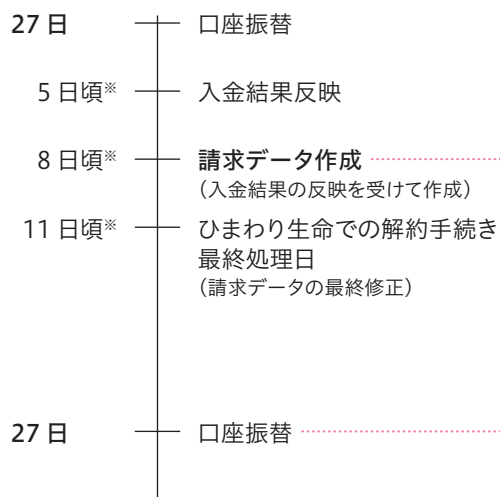 27日 口座振替
5日頃※ 入金結果反映
8日頃※ 請求データ作成
（入金結果の反映を受けて作成）
11日頃※ ひまわり生命での解約手続き
最終処理日
（請求データの最終修正）
27日 口座振替